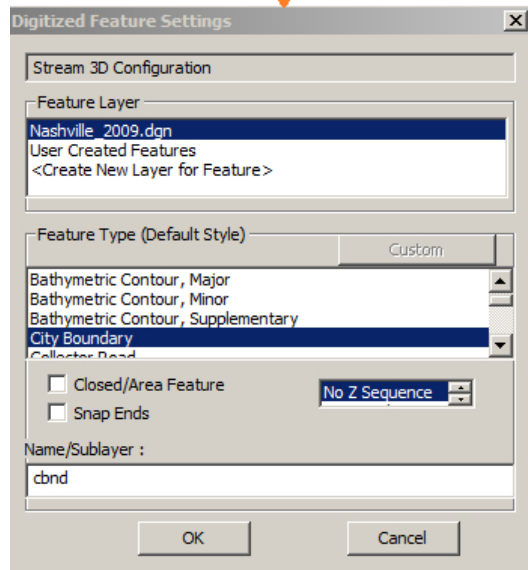 Digitized Feature Settings
Stream 3D Configuration
Feature Layer
Nashville_2009.dgn
User Created Features
<Create New Layer for Feature>
Feature Type (Default Style)
Custom
Bathymetric Contour, Major
Bathymetric Contour, Minor
Bathymetric Contour, Supplementary
City Boundary
Collector Road
Closed/Area Feature
No Z Sequence
Snap Ends
Name/Sublayer :
cbnd
OK
Cancel